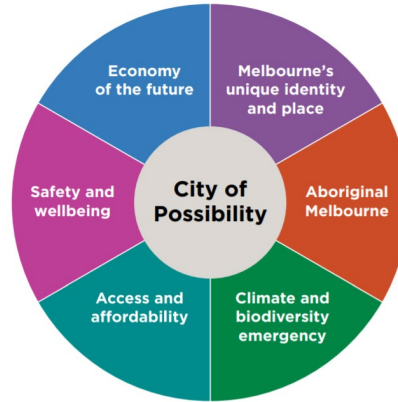 Economy
of the future
Melbourne's
unique identity
and place
Safety and
wellbeing
City of
Possibility
Aboriginal
Melbourne
Access and
affordability
Climate and
biodiversity
emergency